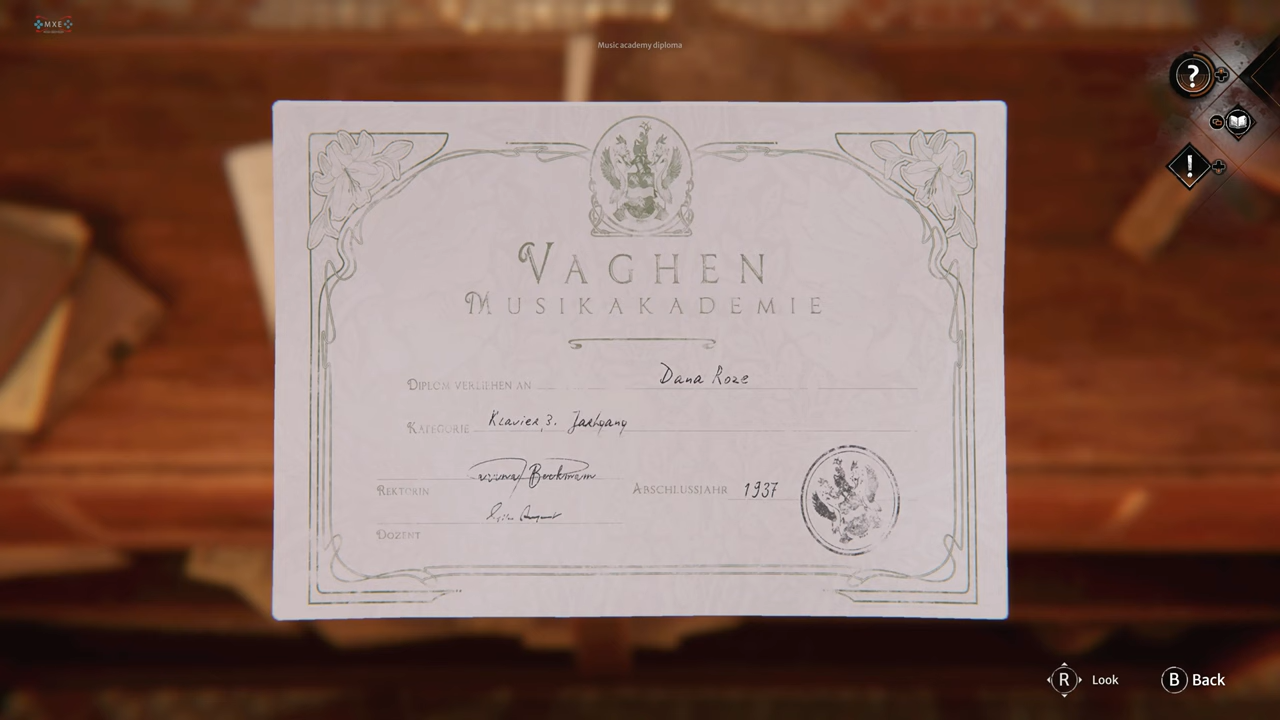 MXE
Music academy diploma
VAGHEN
MUSIKAKADEMIE
DIPLOM VERLIEHEN AN Dana Roze
KATEGORIE Klavier, 3. Jahrgang
REKTORIN
ABSCHLUSSJAHR 1937
DOZENT
R Look
B Back